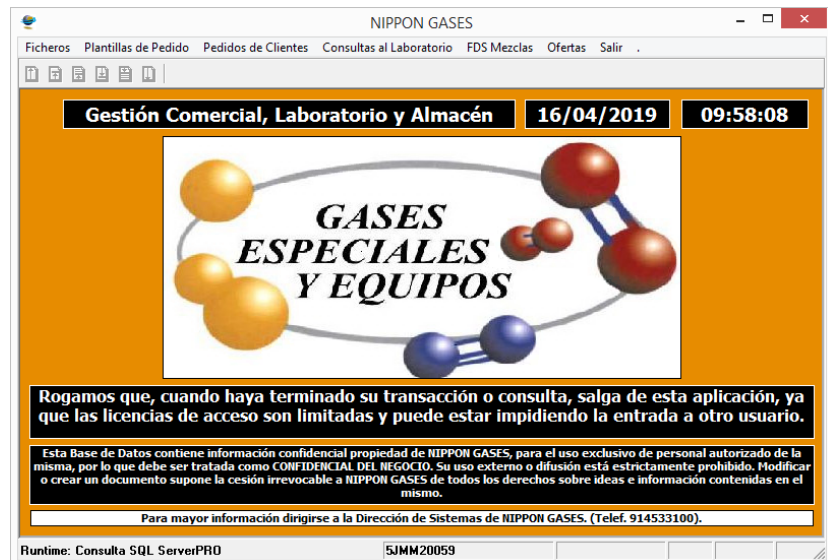 NIPPON GASES
Ficheros Plantillas de Pedido Pedidos de Clientes Consultas al Laboratorio FDS Mezclas Ofertas Salir .
Gestión Comercial, Laboratorio y Almacén 16/04/2019 09:58:08
GASES
ESPECIALES
Y EQUIPOS
Rogamos que, cuando haya terminado su transacción o consulta, salga de esta aplicación, ya
que las licencias de acceso son limitadas y puede estar impidiendo la entrada a otro usuario.
Esta Base de Datos contiene información confidencial propiedad de NIPPON GASES, para el uso exclusivo de personal autorizado de la
misma, por lo que debe ser tratada como CONFIDENCIAL DEL NEGOCIO. Su uso externo o difusión está estrictamente prohibido. Modificar
o crear un documento supone la cesión irrevocable a NIPPON GASES de todos los derechos sobre ideas e información contenidas en el
mismo.
Para mayor información dirigirse a la Dirección de Sistemas de NIPPON GASES. (Telef. 914533100).
Runtime: Consulta SQL ServerPRO 5JMM20059